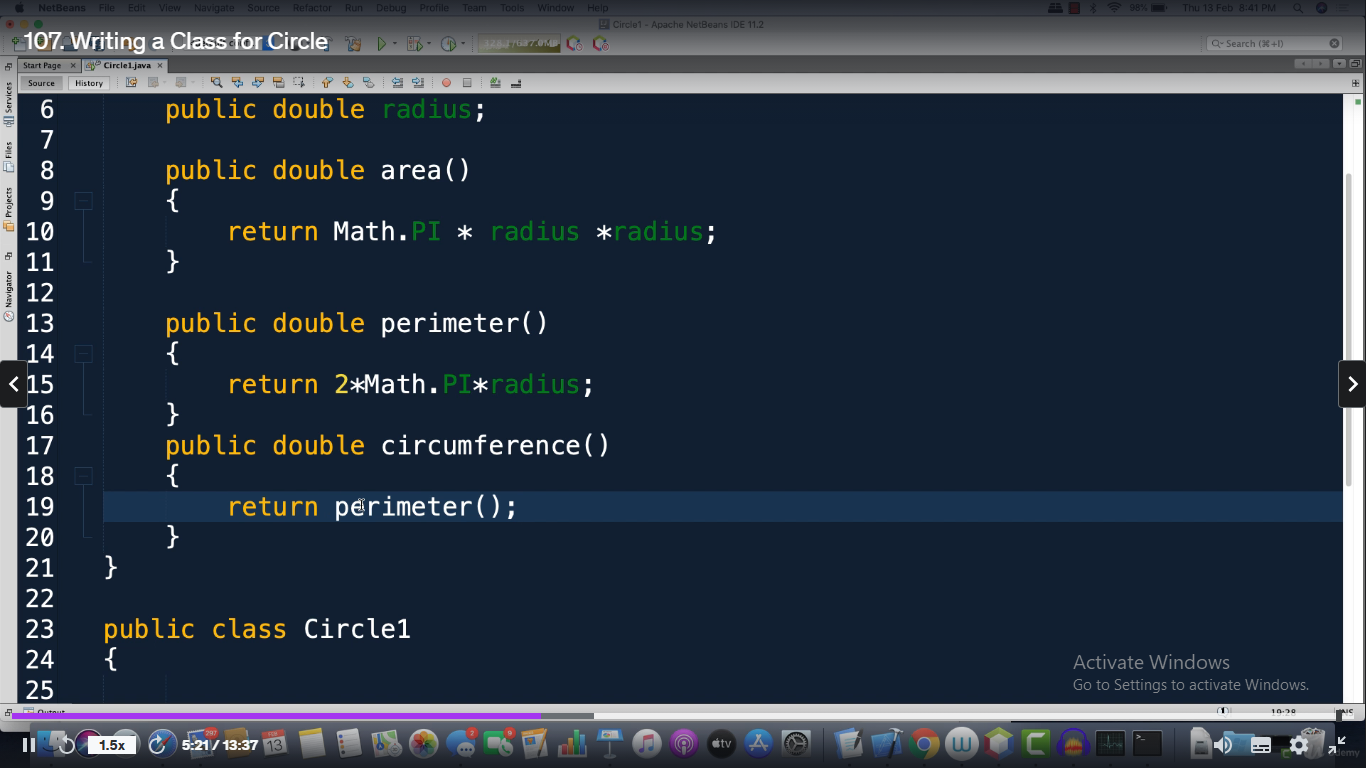 NetBeans File Edit View Navigate Source Refactor Run Debug Profile Team Tools Window Help 98% Thu 13 Feb 8:41 PM
Circle1 - Apache NetBeans IDE 11.2
107. Writing a Class for Circle
Search (⌘+I)
Start Page Circle1.java
Source History
Services
Files
Projects
Navigator
6 public double radius;
7
8 public double area()
9 {
10 return Math.PI * radius *radius;
11 }
12
13 public double perimeter()
14 {
15 return 2*Math.PI*radius;
16 }
17 public double circumference()
18 {
19 return perimeter();
20 }
21 }
22
23 public class Circle1
24 {
25
Activate Windows
Go to Settings to activate Windows.
Output
19:28
1.5x 5:21 / 13:37